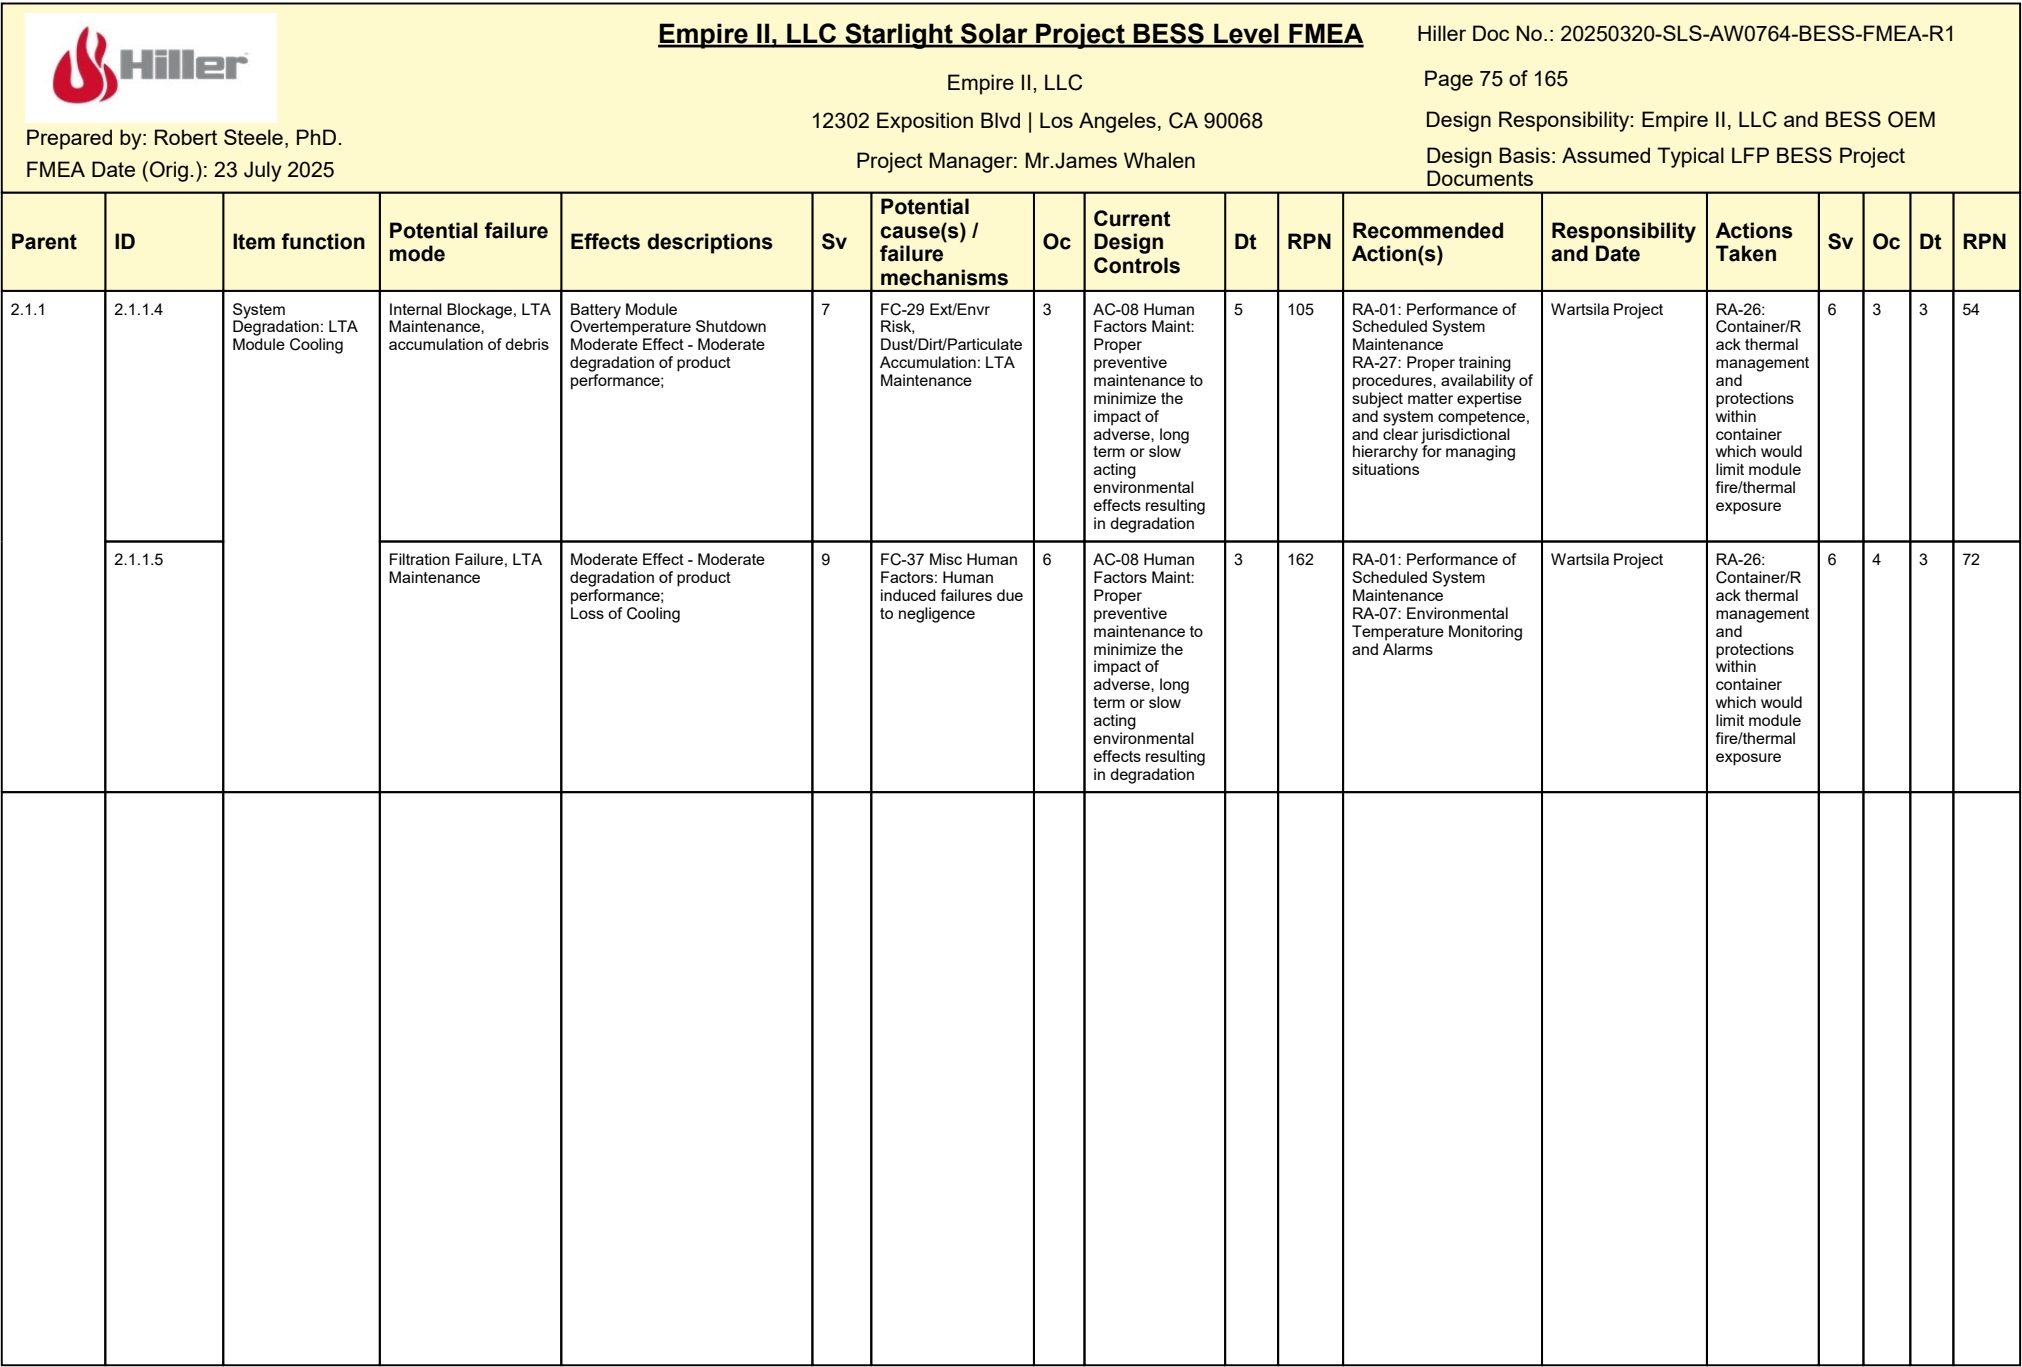 Hiller
Prepared by: Robert Steele, PhD.
FMEA Date (Orig.): 23 July 2025
Empire II, LLC Starlight Solar Project BESS Level FMEA
Empire II, LLC
12302 Exposition Blvd | Los Angeles, CA 90068
Project Manager: Mr.James Whalen
Hiller Doc No.: 20250320-SLS-AW0764-BESS-FMEA-R1
Page 75 of 165
Design Responsibility: Empire II, LLC and BESS OEM
Design Basis: Assumed Typical LFP BESS Project
Documents
Parent
ID
Item function
Potential failure
mode
Effects descriptions
Sv
Potential
cause(s) /
failure
mechanisms
Oc
Current
Design
Controls
Dt
RPN
Recommended
Action(s)
Responsibility
and Date
Actions
Taken
Sv
Oc
Dt
RPN
2.1.1
2.1.1.4
System
Degradation: LTA
Module Cooling
Internal Blockage, LTA
Maintenance,
accumulation of debris
Battery Module
Overtemperature Shutdown
Moderate Effect - Moderate
degradation of product
performance;
7
FC-29 Ext/Envr
Risk,
Dust/Dirt/Particulate
Accumulation: LTA
Maintenance
3
AC-08 Human
Factors Maint:
Proper
preventive
maintenance to
minimize the
impact of
adverse, long
term or slow
acting
environmental
effects resulting
in degradation
5
105
RA-01: Performance of
Scheduled System
Maintenance
RA-27: Proper training
procedures, availability of
subject matter expertise
and system competence,
and clear jurisdictional
hierarchy for managing
situations
Wartsila Project
RA-26:
Container/R
ack thermal
management
and
protections
within
container
which would
limit module
fire/thermal
exposure
6
3
3
54
2.1.1.5
Filtration Failure, LTA
Maintenance
Moderate Effect - Moderate
degradation of product
performance;
Loss of Cooling
9
FC-37 Misc Human
Factors: Human
induced failures due
to negligence
6
AC-08 Human
Factors Maint:
Proper
preventive
maintenance to
minimize the
impact of
adverse, long
term or slow
acting
environmental
effects resulting
in degradation
3
162
RA-01: Performance of
Scheduled System
Maintenance
RA-07: Environmental
Temperature Monitoring
and Alarms
Wartsila Project
RA-26:
Container/R
ack thermal
management
and
protections
within
container
which would
limit module
fire/thermal
exposure
6
4
3
72